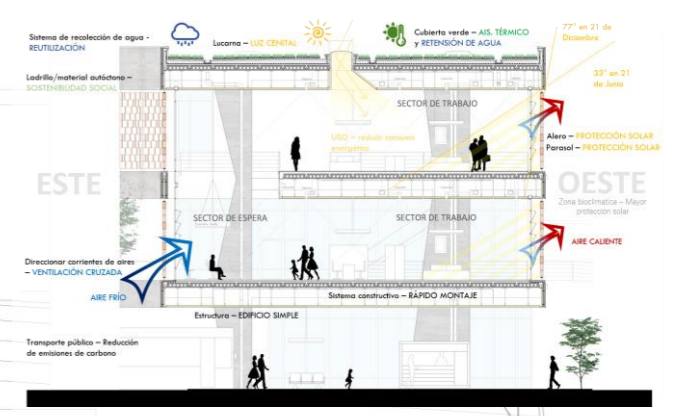 Sistema de recolección de agua -
REUTILIZACIÓN
Lucarna – LUZ CENITAL
Cubierta verde – AIS. TÉRMICO
y RETENSIÓN DE AGUA
77° en 21 de
Diciembre
33° en 21
de Junio
Ladrillo/material autóctono –
SOSTENIBILIDAD SOCIAL
SECTOR DE TRABAJO
USO – reducir consumo
energético
Alero – PROTECCIÓN SOLAR
Parasol – PROTECCIÓN SOLAR
ESTE
OESTE
Zona bioclimatica – Mayor
protección solar
SECTOR DE ESPERA
SECTOR DE TRABAJO
AIRE CALIENTE
Direccionar corrientes de aires
– VENTILACIÓN CRUZADA
AIRE FRÍO
Sistema constructivo – RÁPIDO MONTAJE
Estructura – EDIFICIO SIMPLE
Transporte público – Reducción
de emisiones de carbono